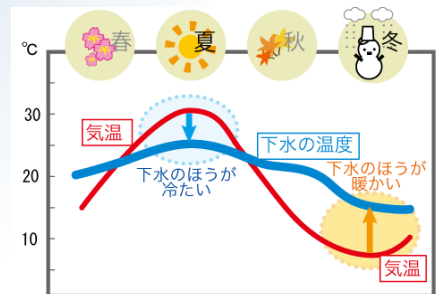 ℃
春
夏
秋
冬
30
20
10
気温
下水の温度
下水のほうが
冷たい
下水のほうが
暖かい
気温